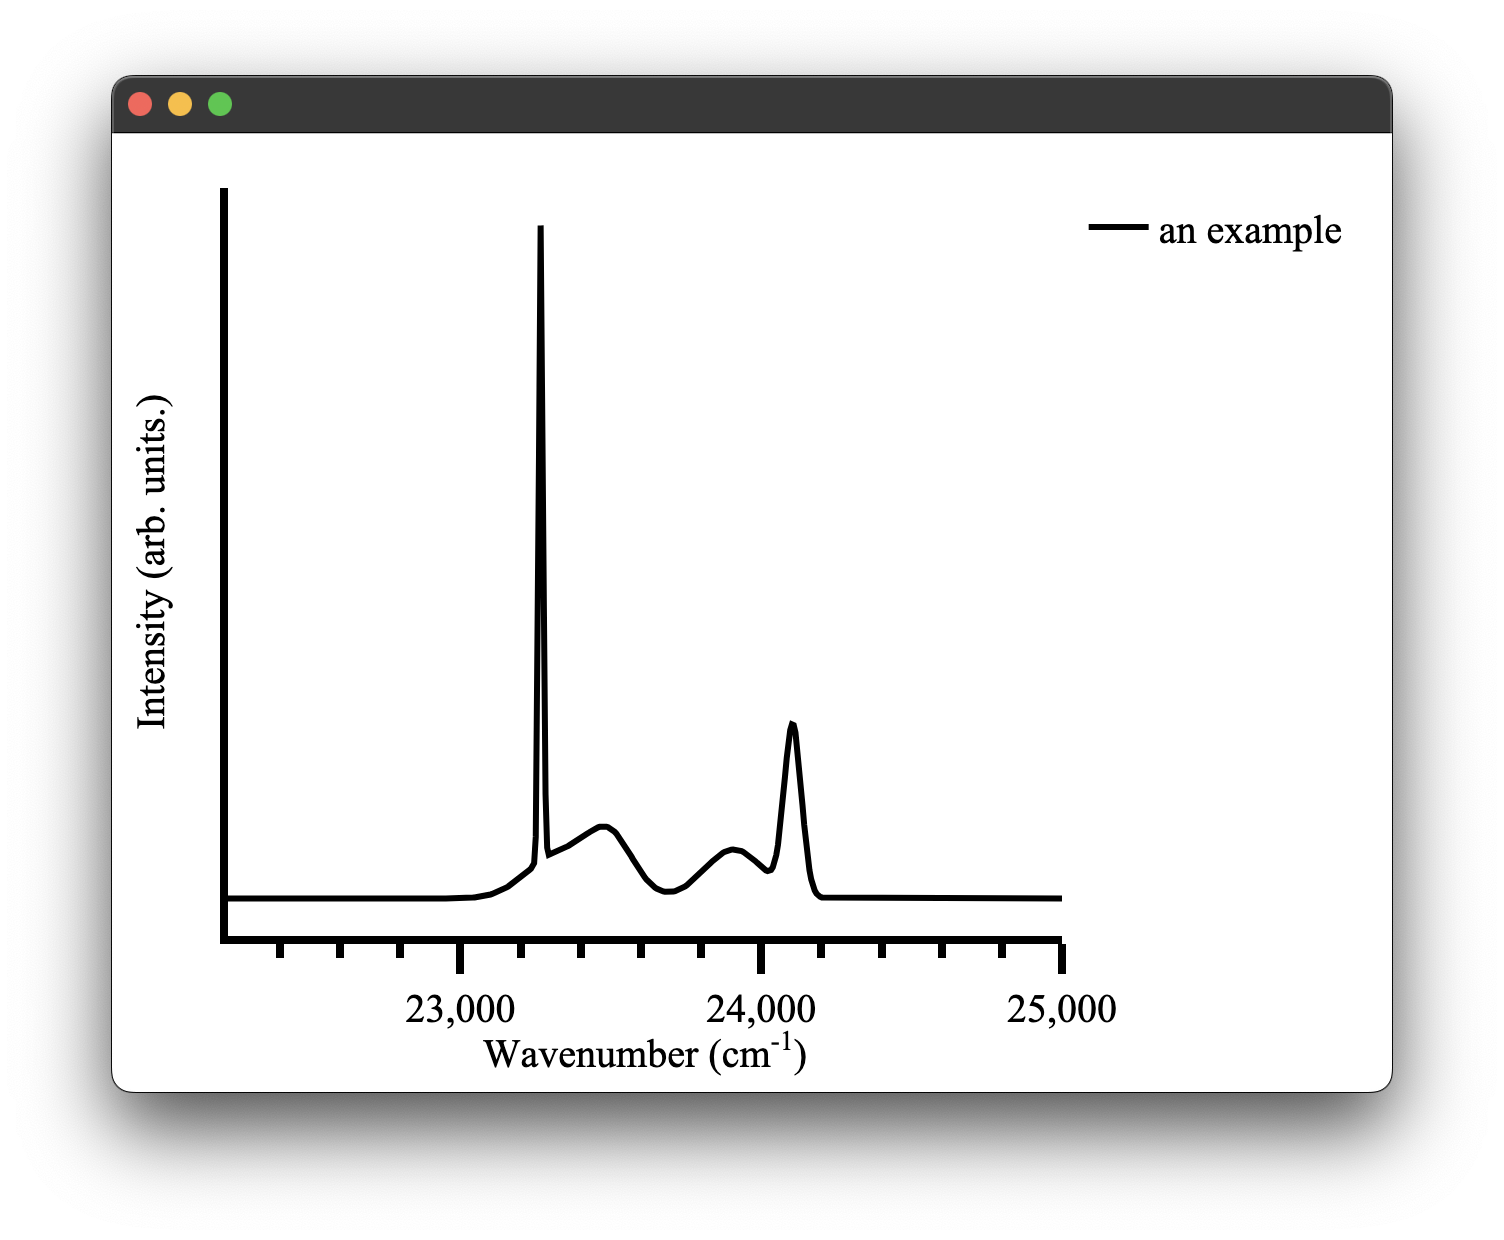 an example
Intensity (arb. units.)
23,000
24,000
25,000
Wavenumber (cm⁻¹)